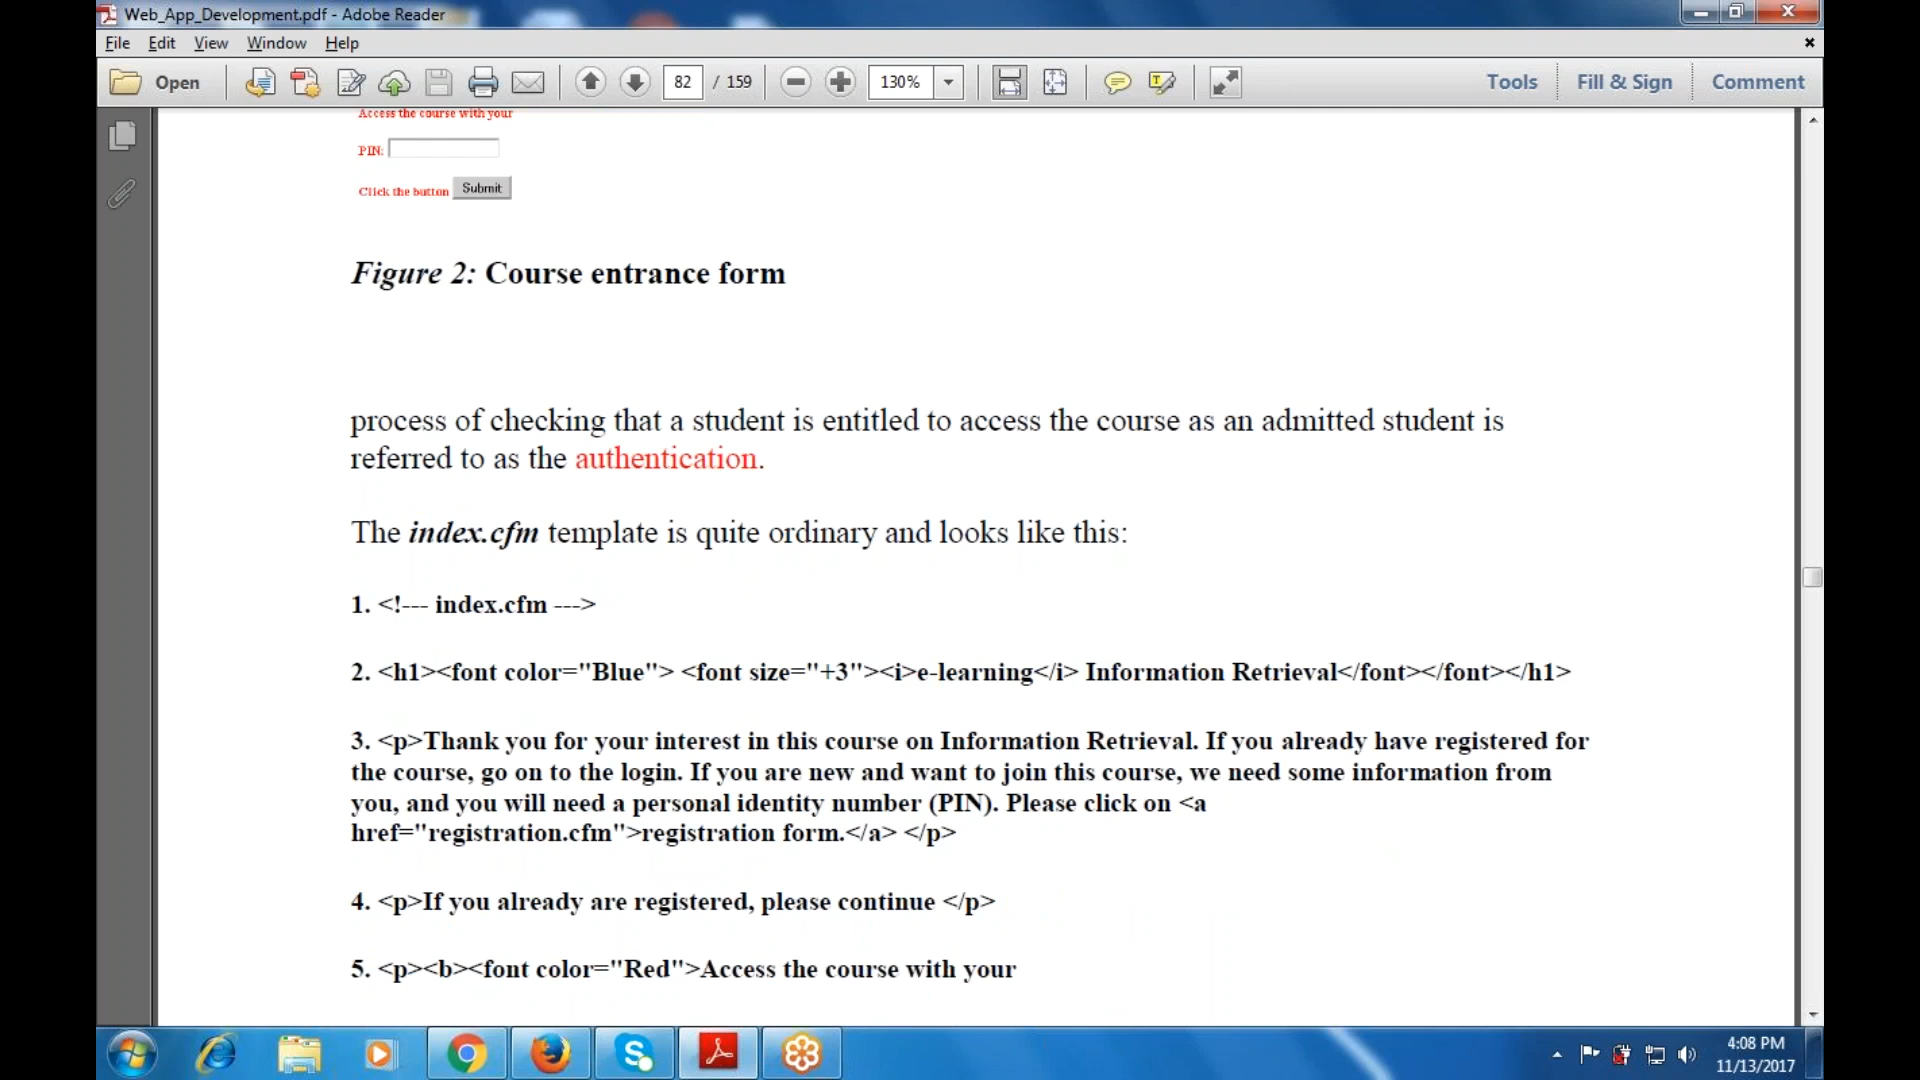 Web_App_Development.pdf - Adobe Reader
File Edit View Window Help
Open 82 / 159 130% Tools Fill & Sign Comment
Access the course with your
PIN:
Click the button Submit
Figure 2: Course entrance form
process of checking that a student is entitled to access the course as an admitted student is
referred to as the authentication.
The index.cfm template is quite ordinary and looks like this:
1. <!--- index.cfm --->
2. <h1><font color="Blue"> <font size="+3"><i>e-learning</i> Information Retrieval</font></font></h1>
3. <p>Thank you for your interest in this course on Information Retrieval. If you already have registered for
the course, go on to the login. If you are new and want to join this course, we need some information from
you, and you will need a personal identity number (PIN). Please click on <a
href="registration.cfm">registration form.</a> </p>
4. <p>If you already are registered, please continue </p>
5. <p><b><font color="Red">Access the course with your
4:08 PM
11/13/2017